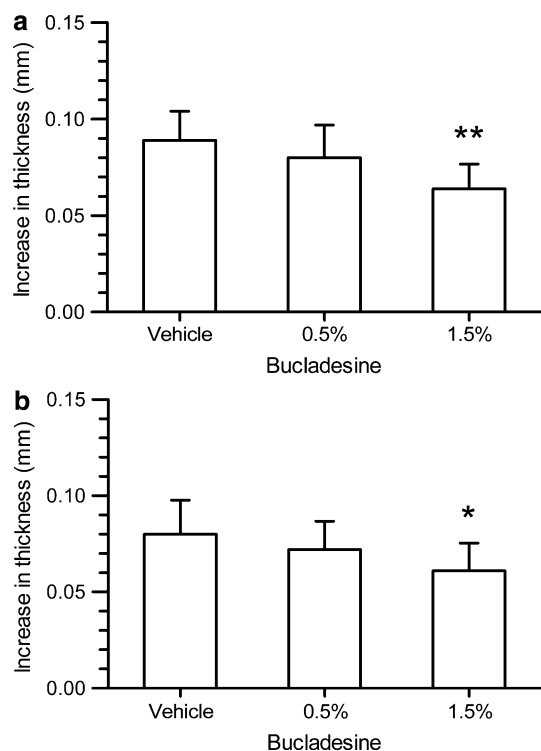 a
Increase in thickness (mm)
0.15
0.10
0.05
0.00
**
Vehicle 0.5% 1.5%
Bucladesine
b
Increase in thickness (mm)
0.15
0.10
0.05
0.00
*
Vehicle 0.5% 1.5%
Bucladesine